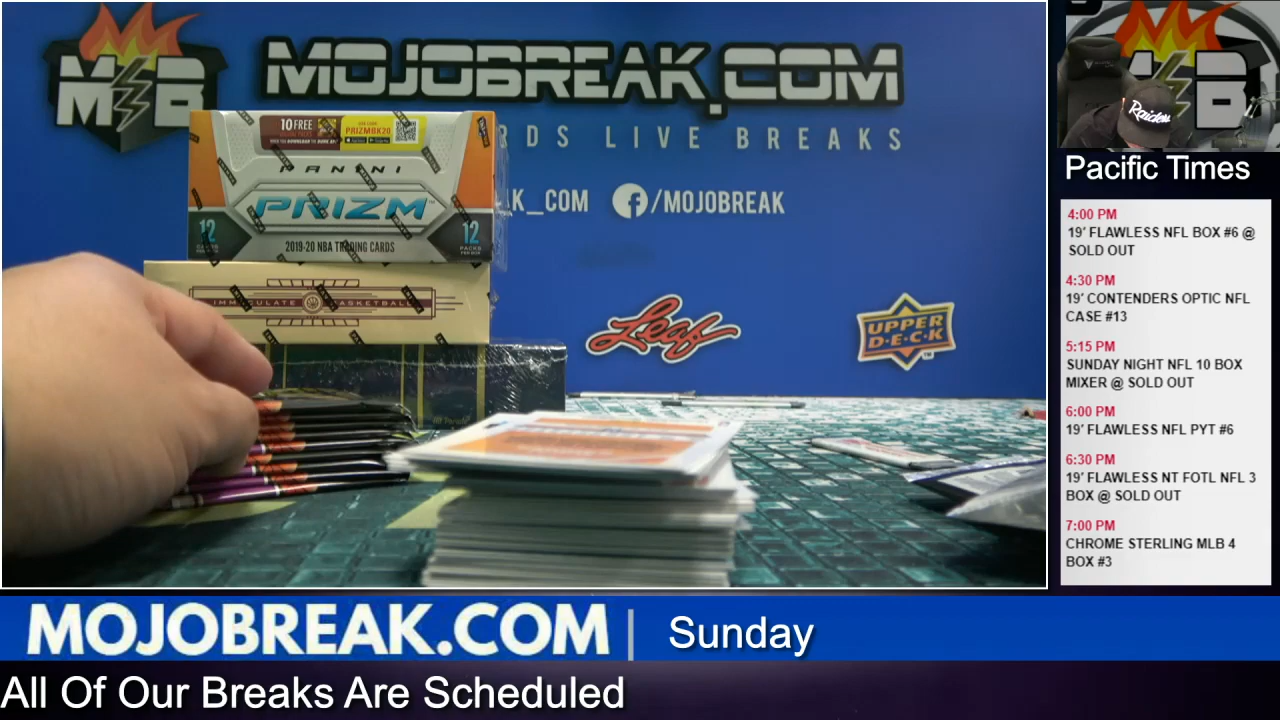 M B
MOJOBREAK.COM
RDS LIVE BREAKS
K_COM f/MOJOBREAK
10 FREE
PRIZMBK20
PANINI
PRIZM
12
12
2019-20 NBA TRADING CARDS
IMMACULATE BASKETBALL
Leaf
UPPER
D·E·C·K
Raiders
B
Pacific Times
4:00 PM
19' FLAWLESS NFL BOX #6 @
SOLD OUT
4:30 PM
19' CONTENDERS OPTIC NFL
CASE #13
5:15 PM
SUNDAY NIGHT NFL 10 BOX
MIXER @ SOLD OUT
6:00 PM
19' FLAWLESS NFL PYT #6
6:30 PM
19' FLAWLESS NT FOTL NFL 3
BOX @ SOLD OUT
7:00 PM
CHROME STERLING MLB 4
BOX #3
MOJOBREAK.COM | Sunday
All Of Our Breaks Are Scheduled